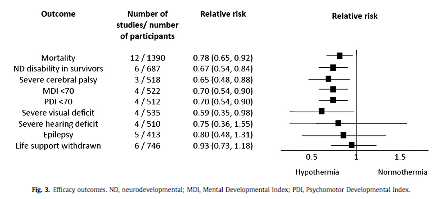 Outcome Number of studies/ number of participants Relative risk Relative risk
Mortality 12 / 1390 0.78 (0.65, 0.92)
ND disability in survivors 6 / 687 0.67 (0.54, 0.84)
Severe cerebral palsy 3 / 518 0.65 (0.48, 0.88)
MDI <70 4 / 522 0.70 (0.54, 0.90)
PDI <70 4 / 512 0.70 (0.54, 0.90)
Severe visual deficit 4 / 535 0.59 (0.35, 0.98)
Severe hearing deficit 4 / 510 0.75 (0.36, 1.55)
Epilepsy 5 / 413 0.80 (0.48, 1.31)
Life support withdrawn 6 / 746 0.93 (0.73, 1.18)
0.5 1 1.5
Hypothermia Normothermia
Fig. 3. Efficacy outcomes. ND, neurodevelopmental; MDI, Mental Developmental Index; PDI, Psychomotor Developmental Index.